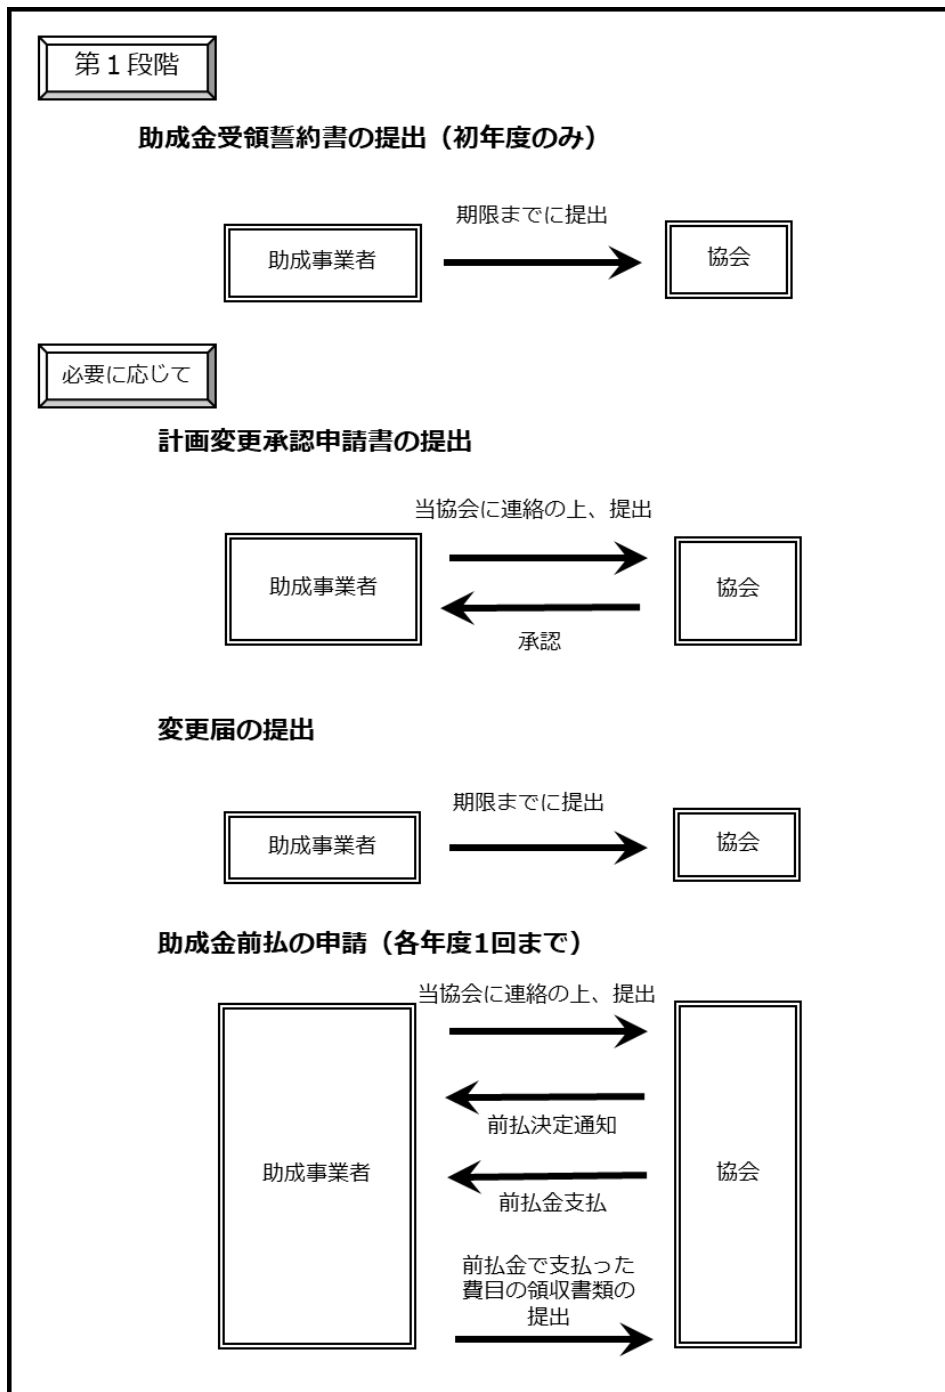 第１段階
助成金受領誓約書の提出（初年度のみ）
期限までに提出
助成事業者
協会
必要に応じて
計画変更承認申請書の提出
当協会に連絡の上、提出
助成事業者
協会
承認
変更届の提出
期限までに提出
助成事業者
協会
助成金前払の申請（各年度1回まで）
当協会に連絡の上、提出
前払決定通知
助成事業者
協会
前払金支払
前払金で支払った
費目の領収書類の
提出